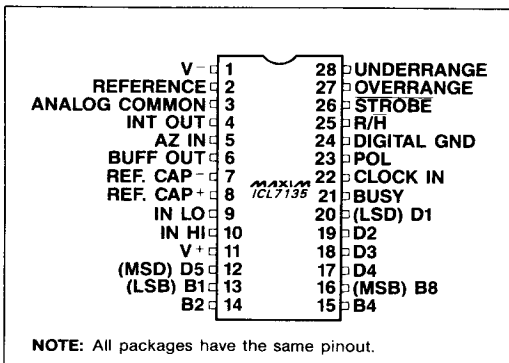 V⁻ 1 28 UNDERRANGE
REFERENCE 2 27 OVERRANGE
ANALOG COMMON 3 26 STROBE
INT OUT 4 25 R/H
AZ IN 5 24 DIGITAL GND
BUFF OUT 6 23 POL
REF. CAP⁻ 7 22 CLOCK IN
REF. CAP⁺ 8 MAXIM 21 BUSY
ICL7135
IN LO 9 20 (LSD) D1
IN HI 10 19 D2
V⁺ 11 18 D3
(MSD) D5 12 17 D4
(LSB) B1 13 16 (MSB) B8
B2 14 15 B4
NOTE: All packages have the same pinout.